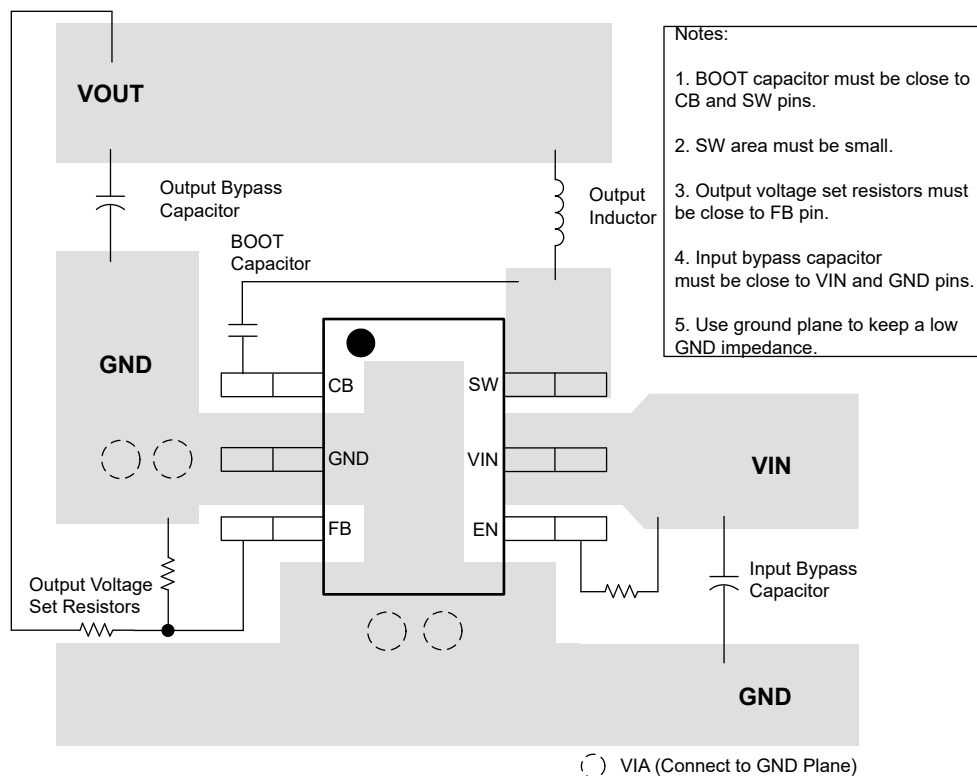 Notes:
1. BOOT capacitor must be close to
CB and SW pins.
2. SW area must be small.
3. Output voltage set resistors must
be close to FB pin.
4. Input bypass capacitor
must be close to VIN and GND pins.
5. Use ground plane to keep a low
GND impedance.
VOUT
Output Bypass
Capacitor
Output
Inductor
BOOT
Capacitor
GND
CB
SW
GND
VIN
VIN
FB
EN
Output Voltage
Set Resistors
Input Bypass
Capacitor
GND
VIA (Connect to GND Plane)